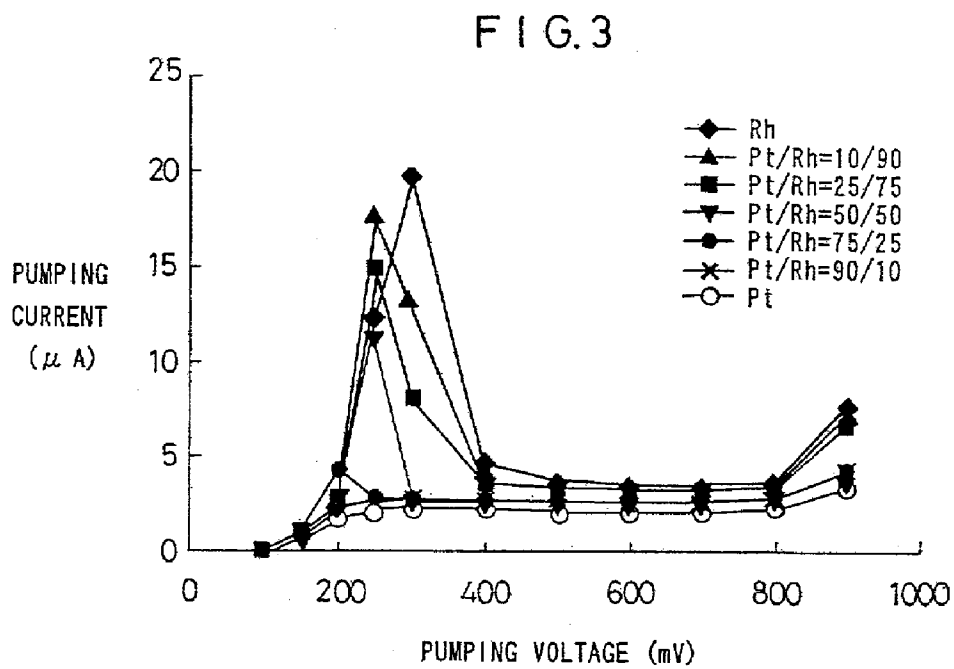 FIG.3
25
20
15
10
5
0
PUMPING
CURRENT
(μ A)
Rh
Pt/Rh=10/90
Pt/Rh=25/75
Pt/Rh=50/50
Pt/Rh=75/25
Pt/Rh=90/10
Pt
0 200 400 600 800 1000
PUMPING VOLTAGE (mV)